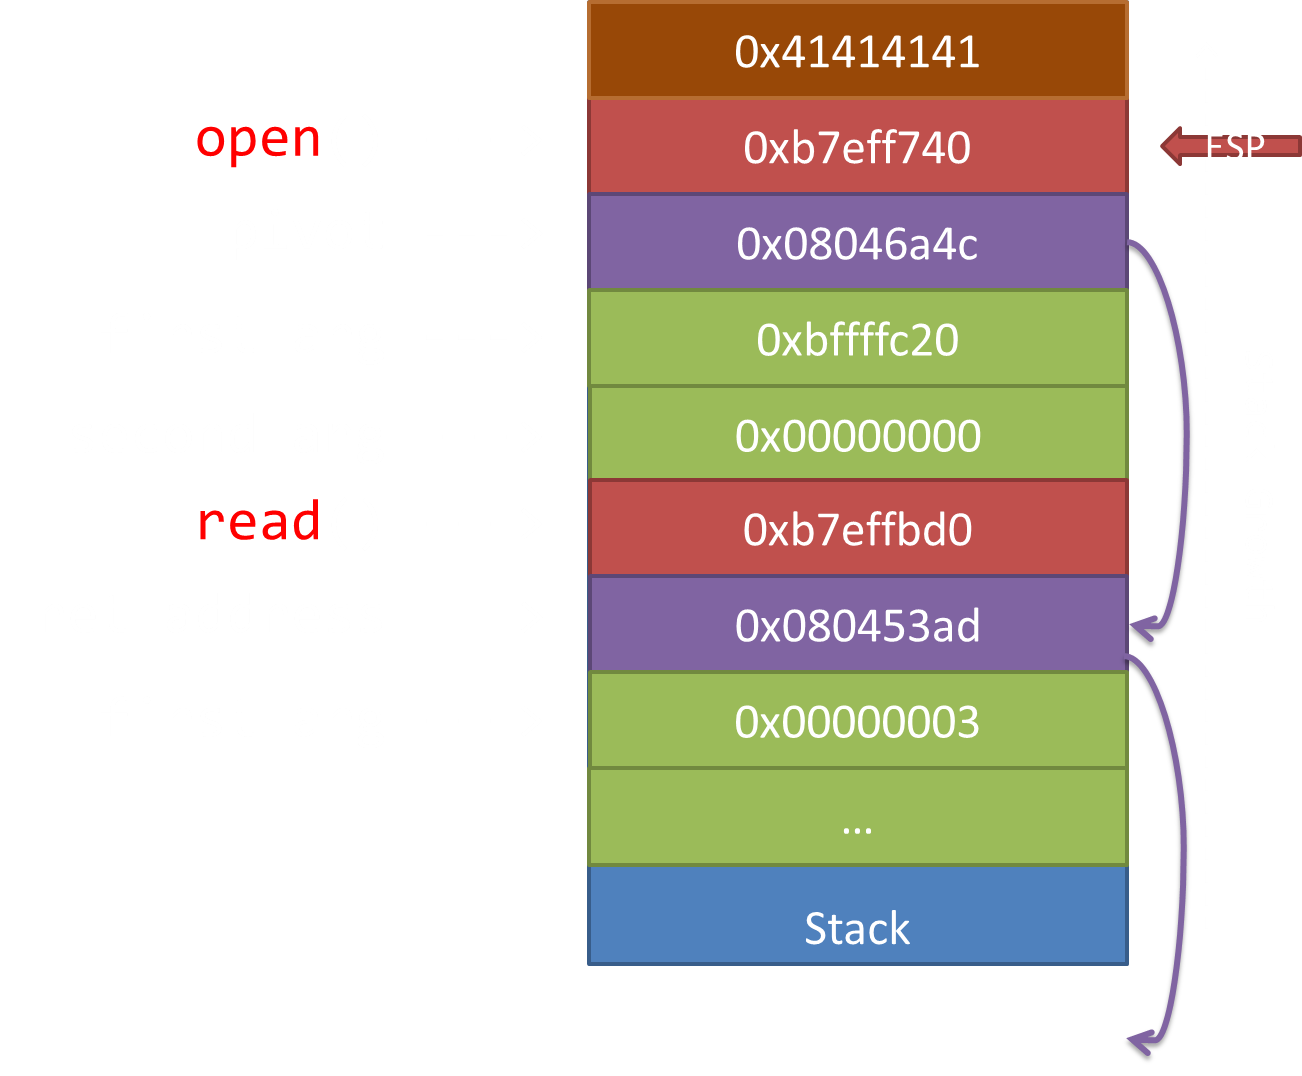 0x41414141
open
0xb7eff740
ESP
0x08046a4c
0xbffffc20
0x00000000
read
0xb7effbd0
0x080453ad
0x00000003
...
Stack